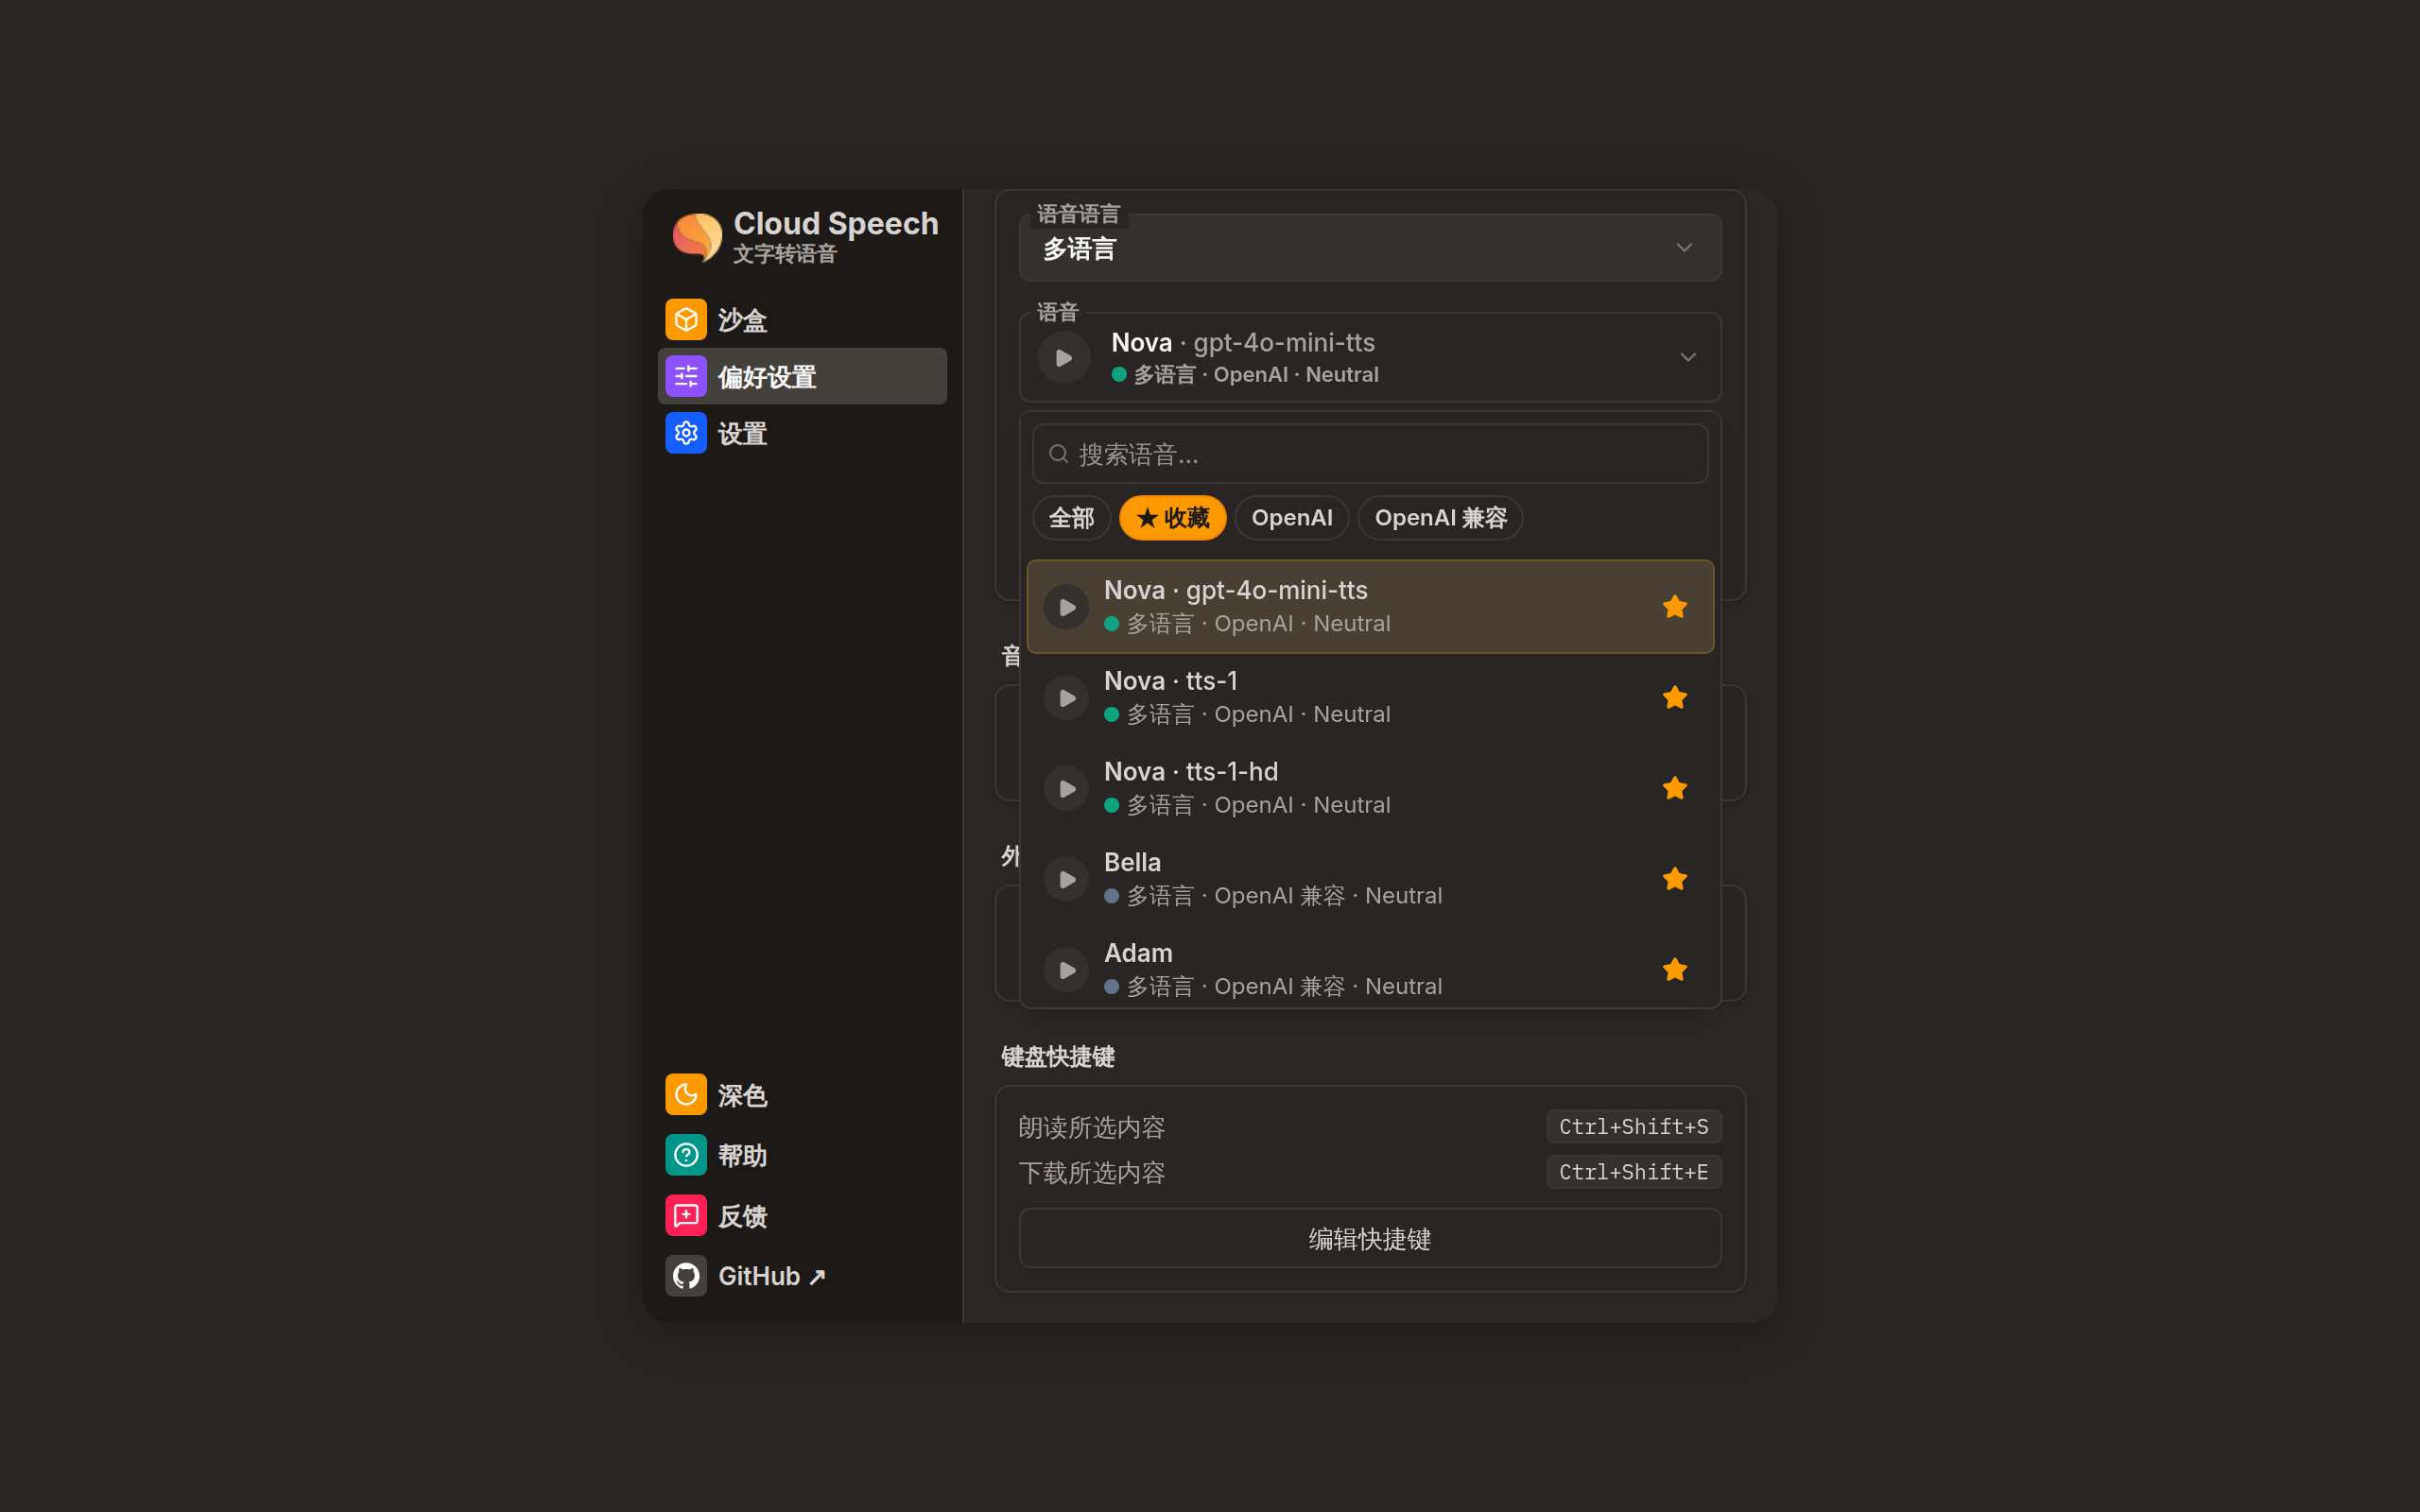 Cloud Speech
文字转语音
沙盒
偏好设置
设置
深色
帮助
反馈
GitHub ↗
语音语言
多语言
语音
Nova · gpt-4o-mini-tts
多语言 · OpenAI · Neutral
搜索语音...
全部
★ 收藏
OpenAI
OpenAI 兼容
Nova · gpt-4o-mini-tts
多语言 · OpenAI · Neutral
Nova · tts-1
多语言 · OpenAI · Neutral
Nova · tts-1-hd
多语言 · OpenAI · Neutral
Bella
多语言 · OpenAI 兼容 · Neutral
Adam
多语言 · OpenAI 兼容 · Neutral
音
外
键盘快捷键
朗读所选内容
Ctrl+Shift+S
下载所选内容
Ctrl+Shift+E
编辑快捷键